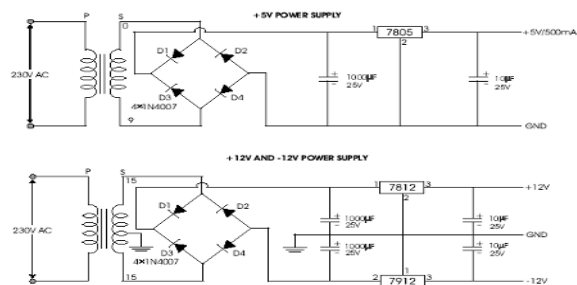 +5V POWER SUPPLY
P S
0
D1 D2
1 7805 3
2
+5V/500mA
230V AC
1000µF
25V
10µF
25V
D3 D4
4×1N4007
9
GND
+12V AND -12V POWER SUPPLY
P S
15
1 7812 3
2
+12V
D1 D2
1000µF
25V
10µF
25V
230V AC
GND
1000µF
25V
10µF
25V
D3 D4
4×1N4007
15
1
2 7912 3
-12V